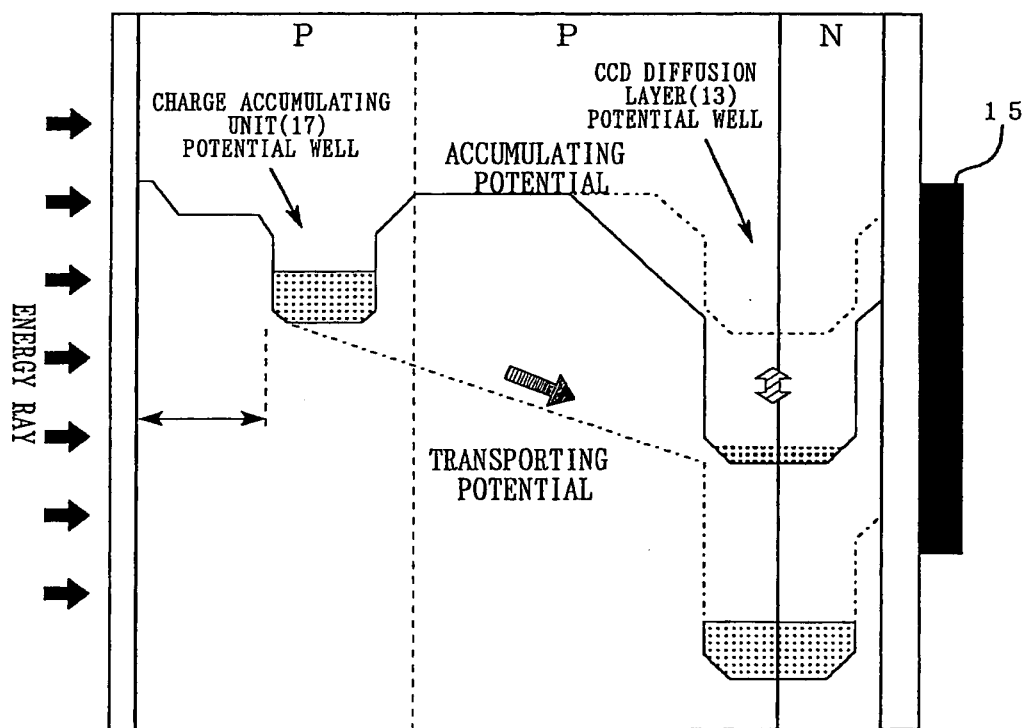 P
P
N
CHARGE ACCUMULATING
UNIT(17)
POTENTIAL WELL
CCD DIFFUSION
LAYER(13)
POTENTIAL WELL
15
ACCUMULATING
POTENTIAL
ENERGY RAY
TRANSPORTING
POTENTIAL